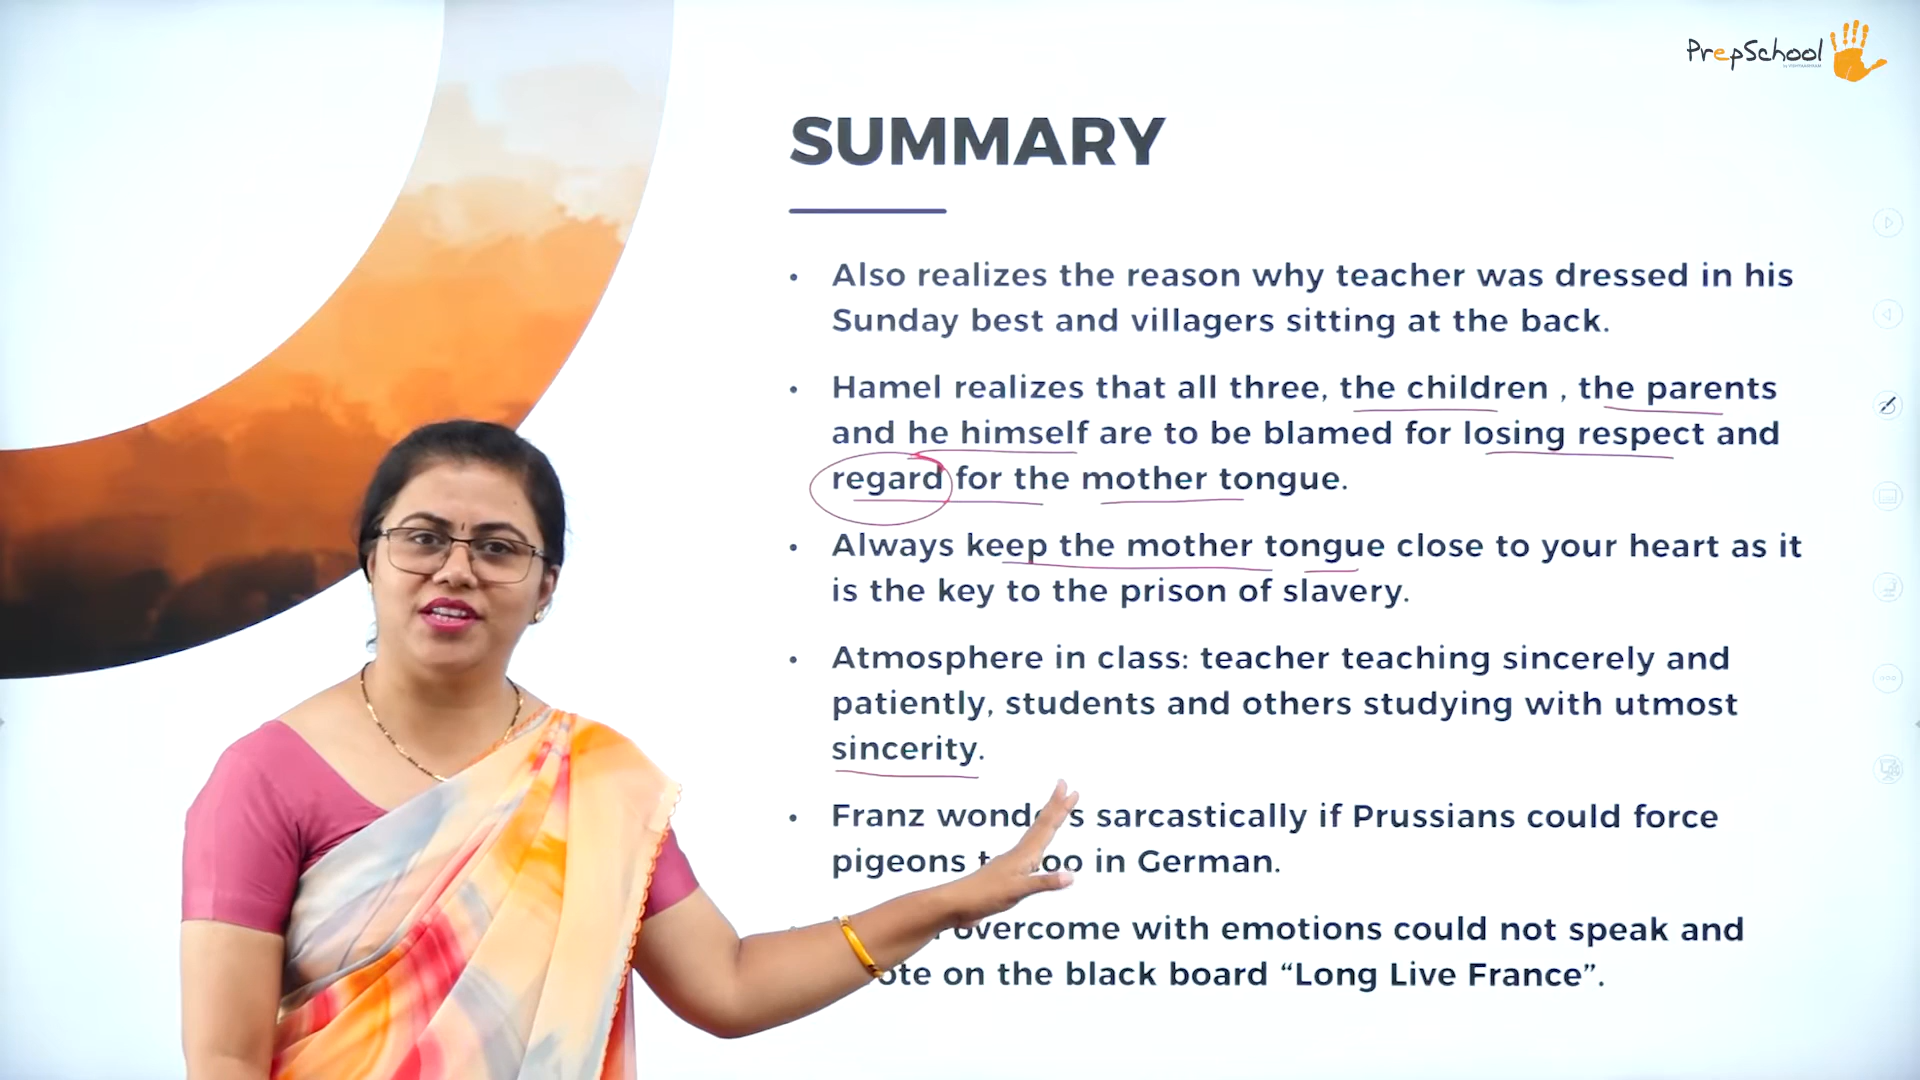 PrepSchool
SUMMARY
• Also realizes the reason why teacher was dressed in his
Sunday best and villagers sitting at the back.
• Hamel realizes that all three, the children , the parents
and he himself are to be blamed for losing respect and
regard for the mother tongue.
• Always keep the mother tongue close to your heart as it
is the key to the prison of slavery.
• Atmosphere in class: teacher teaching sincerely and
patiently, students and others studying with utmost
sincerity.
• Franz wonders sarcastically if Prussians could force
pigeons coo in German.
overcome with emotions could not speak and
on the black board “Long Live France”.